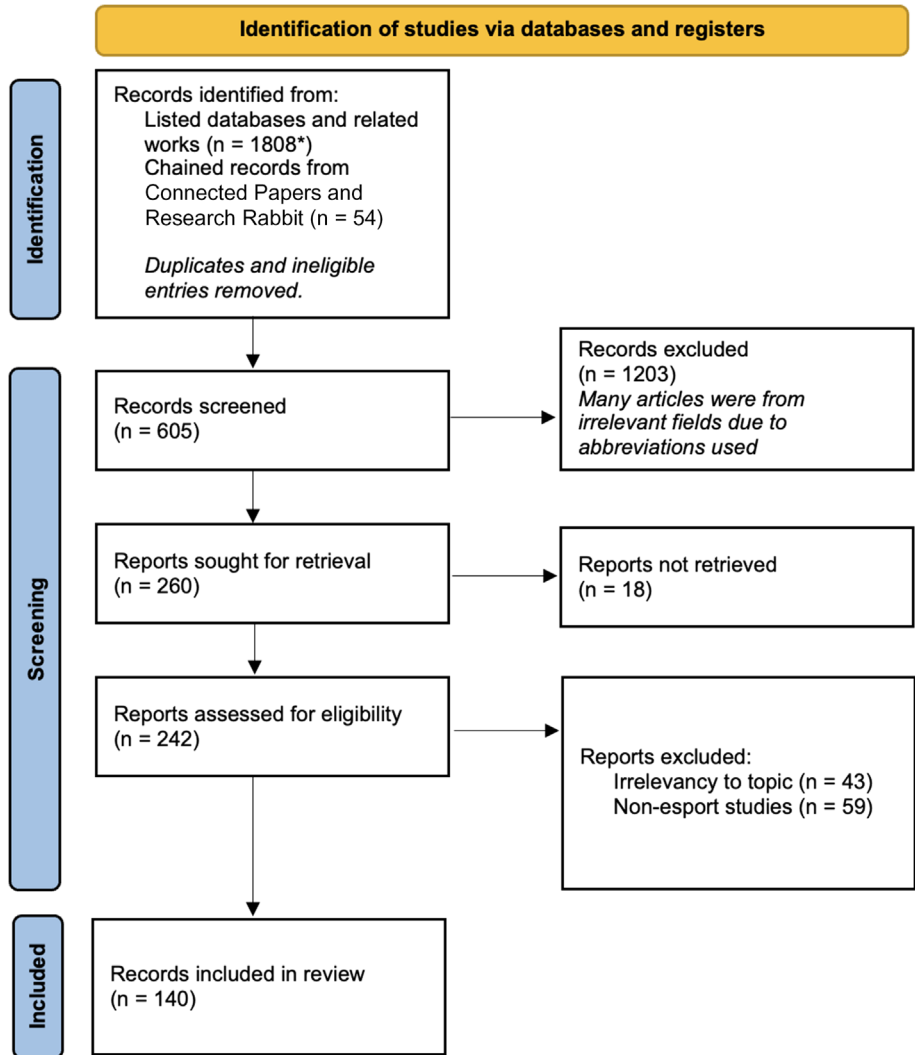 Identification of studies via databases and registers
Identification
Records identified from:
Listed databases and related
works (n = 1808*)
Chained records from
Connected Papers and
Research Rabbit (n = 54)
Duplicates and ineligible
entries removed.
Screening
Records screened
(n = 605)
Records excluded
(n = 1203)
Many articles were from
irrelevant fields due to
abbreviations used
Reports sought for retrieval
(n = 260)
Reports not retrieved
(n = 18)
Reports assessed for eligibility
(n = 242)
Reports excluded:
Irrelevancy to topic (n = 43)
Non-esport studies (n = 59)
Included
Records included in review
(n = 140)